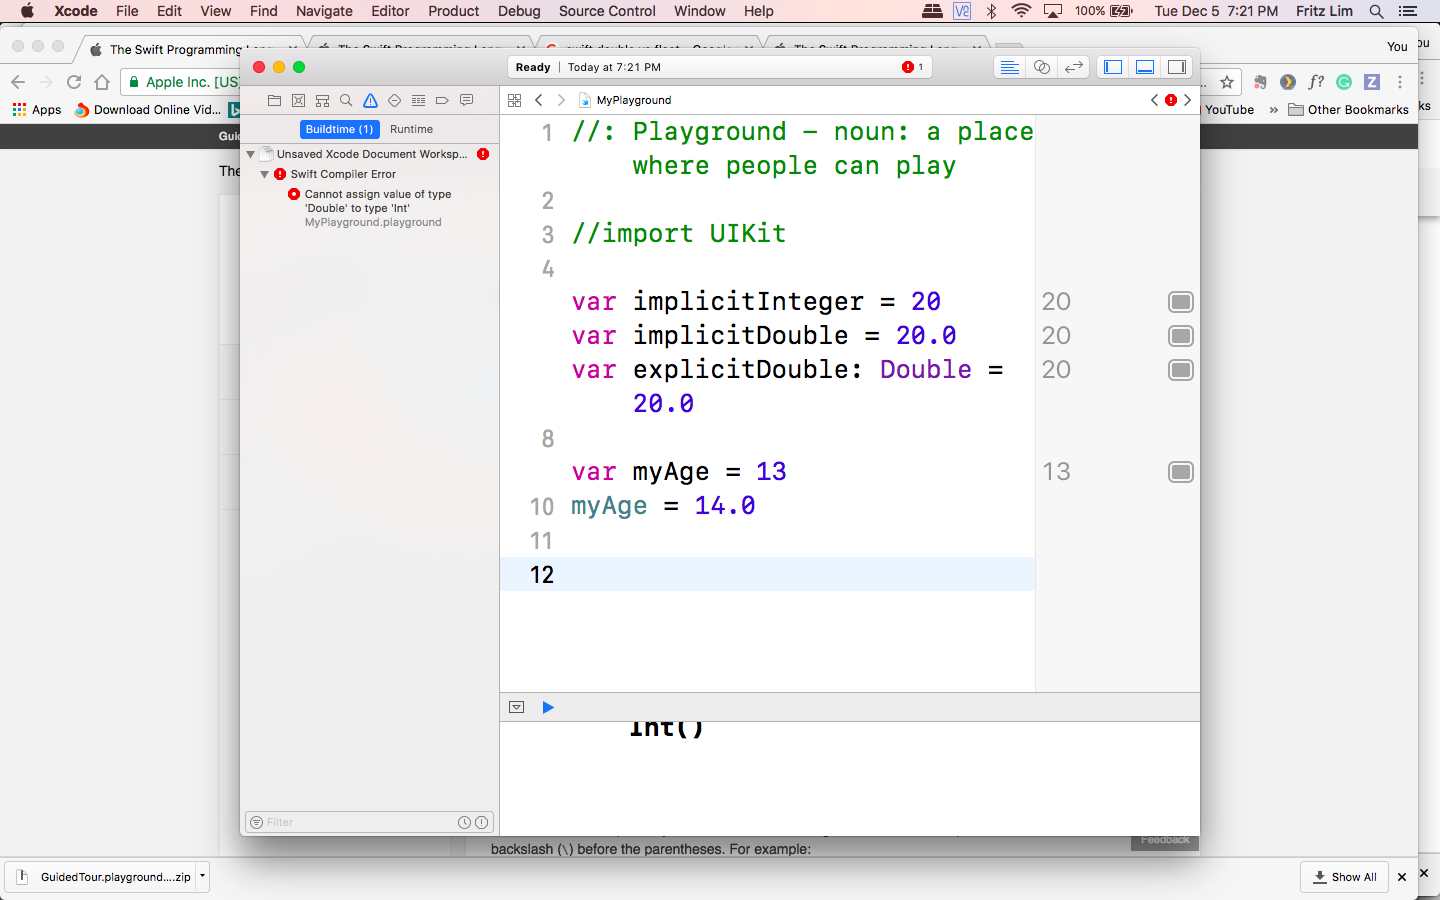 Xcode File Edit View Find Navigate Editor Product Debug Source Control Window Help 100% Tue Dec 5 7:21 PM Fritz Lim
The Swift Programming
You
Apple Inc. [US]
Ready | Today at 7:21 PM 1
Apps Download Online Vid...
YouTube » Other Bookmarks
MyPlayground
Buildtime (1) Runtime
Unsaved Xcode Document Worksp...
Swift Compiler Error
Cannot assign value of type
'Double' to type 'Int'
MyPlayground.playground
1 //: Playground - noun: a place
where people can play
2
3 //import UIKit
4
var implicitInteger = 20 20
var implicitDouble = 20.0 20
var explicitDouble: Double = 20
20.0
8
var myAge = 13 13
10 myAge = 14.0
11
12
Int()
Filter
Feedback
backslash (\) before the parentheses. For example:
GuidedTour.playground....zip
Show All